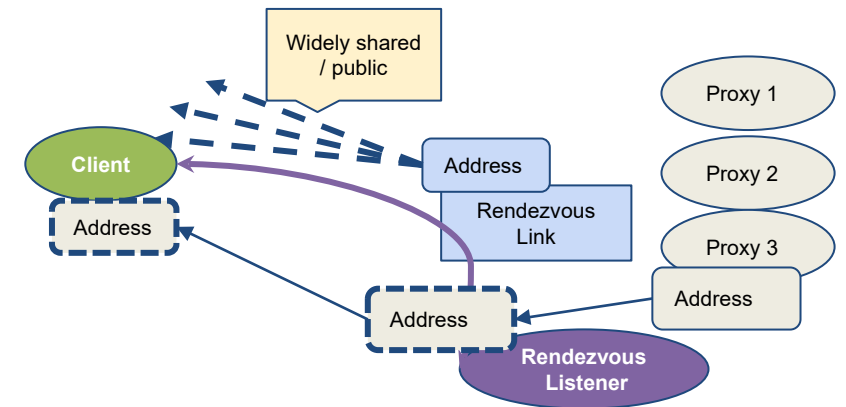 Widely shared
/ public
Proxy 1
Client
Address
Proxy 2
Address
Rendezvous
Link
Proxy 3
Address
Address
Rendezvous
Listener